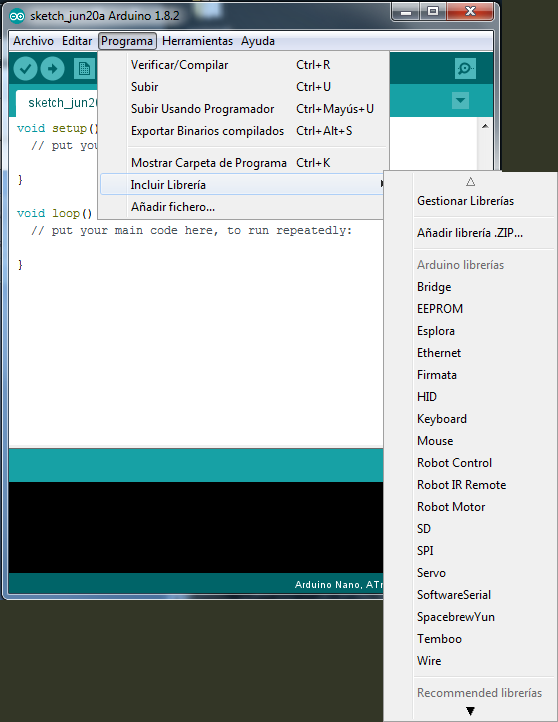 sketch_jun20a Arduino 1.8.2
Archivo Editar Programa Herramientas Ayuda
Verificar/Compilar Ctrl+R
Subir Ctrl+U
Subir Usando Programador Ctrl+Mayús+U
Exportar Binarios compilados Ctrl+Alt+S
Mostrar Carpeta de Programa Ctrl+K
Incluir Librería
Añadir fichero...
sketch_jun20
void setup()
// put you
}
void loop()
// put your main code here, to run repeatedly:
}
Gestionar Librerías
Añadir librería .ZIP...
Arduino librerías
Bridge
EEPROM
Esplora
Ethernet
Firmata
HID
Keyboard
Mouse
Robot Control
Robot IR Remote
Robot Motor
SD
SPI
Servo
SoftwareSerial
SpacebrewYun
Temboo
Wire
Recommended librerías
Arduino Nano, ATr